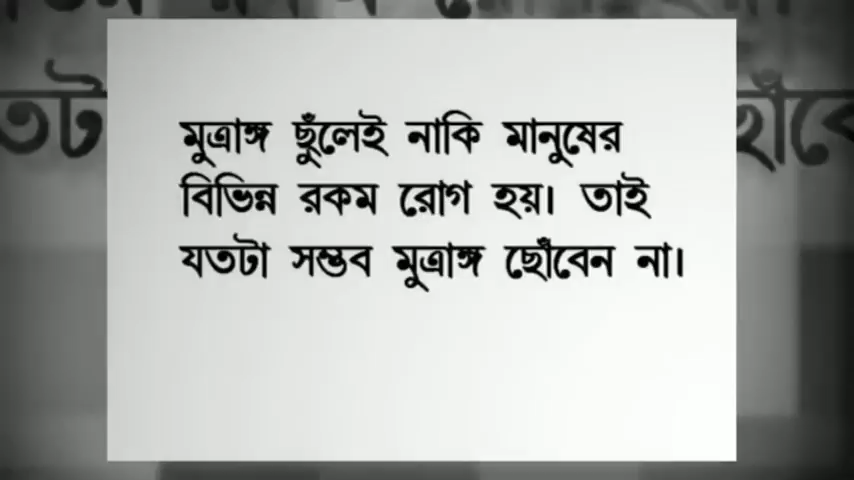 মুত্রাঙ্গ ছুঁলেই নাকি মানুষের
বিভিন্ন রকম রোগ হয়। তাই
যতটা সম্ভব মুত্রাঙ্গ ছোঁবেন না।